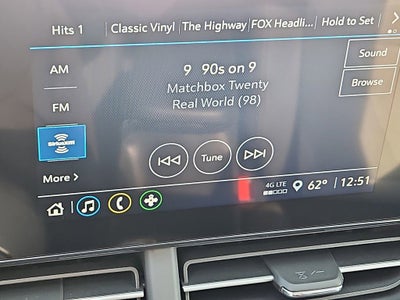 Hits 1 Classic Vinyl The Highway FOX Headli... Hold to Set
Sound
AM
9 90s on 9
Matchbox Twenty
Real World (98)
Browse
FM
SiriusXM
Tune
More >
4G LTE
62° 12:51